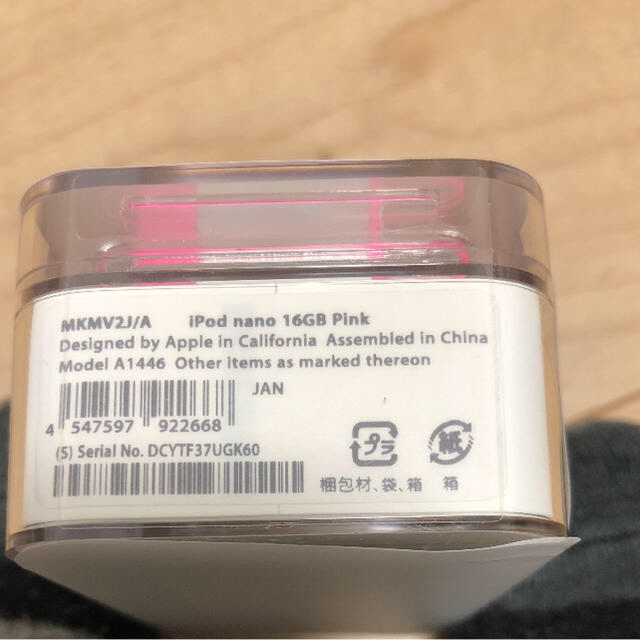 MKMV2J/A iPod nano 16GB Pink
Designed by Apple in California Assembled in China
Model A1446 Other items as marked thereon
JAN
4 547597 922668
(S) Serial No. DCYTF37UGK60
プラ 紙
梱包材、袋、箱 箱